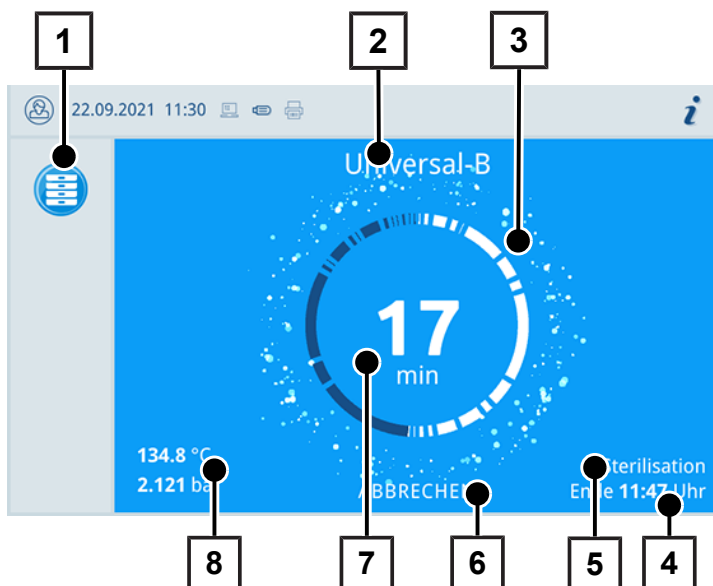 1 2 3
22.09.2021 11:30 i
Universal-B
17
min
134.8 °C
2.121 bar
ABBRECHEN
Sterilisation
Ende 11:47 Uhr
8 7 6 5 4